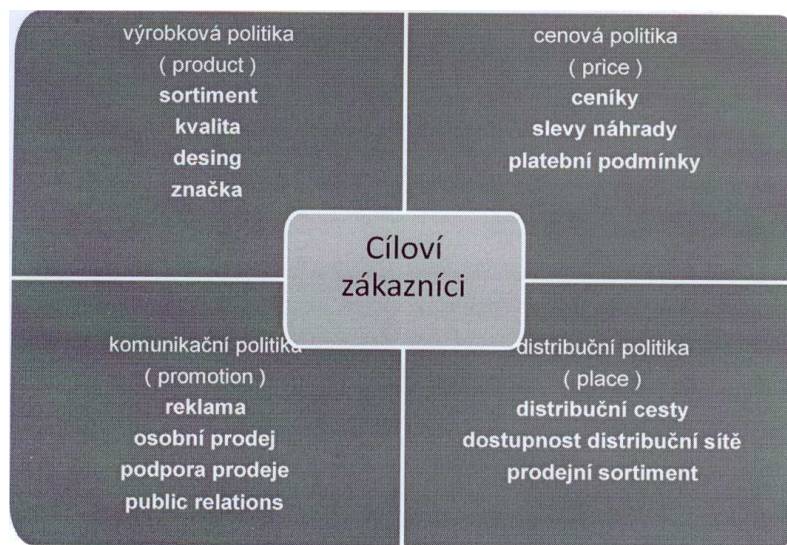 výrobková politika
( product )
sortiment
kvalita
desing
značka
cenová politika
( price )
ceníky
slevy náhrady
platební podmínky
Cíloví
zákazníci
komunikační politika
( promotion )
reklama
osobní prodej
podpora prodeje
public relations
distribuční politika
( place )
distribuční cesty
dostupnost distribuční sítě
prodejní sortiment